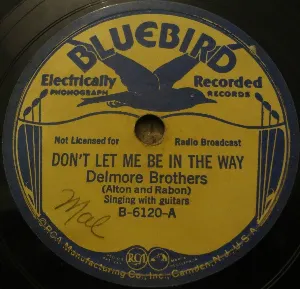 BLUEBIRD
Electrically Recorded
PHONOGRAPH RECORDS
Not Licensed for Radio Broadcast
DON'T LET ME BE IN THE WAY
Delmore Brothers
(Alton and Rabon)
Singing with guitars
B-6120-A
Mac
RCA
©RCA Manufacturing Co., Inc., Camden, N.J., U.S.A.